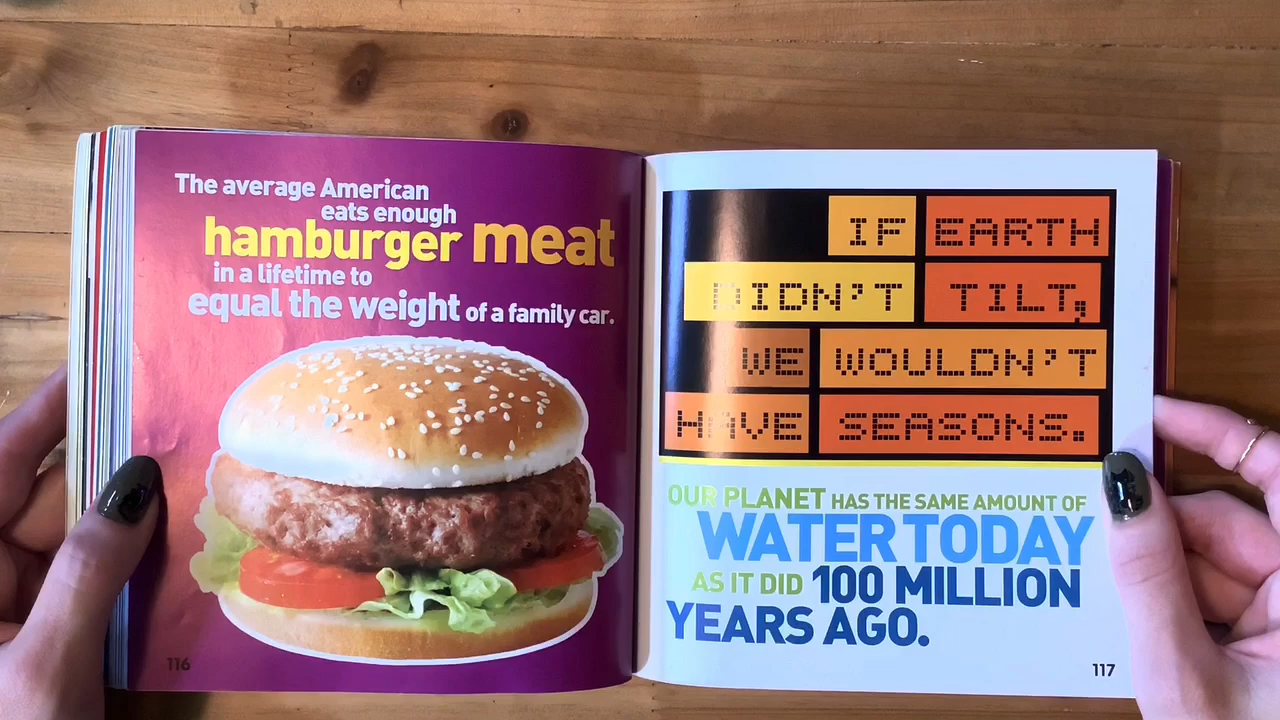 The average American
eats enough
hamburger meat
in a lifetime to
equal the weight of a family car.
116
IF EARTH
DIDN'T TILT,
WE WOULDN'T
HAVE SEASONS.
OUR PLANET HAS THE SAME AMOUNT OF
WATER TODAY
AS IT DID 100 MILLION
YEARS AGO.
117